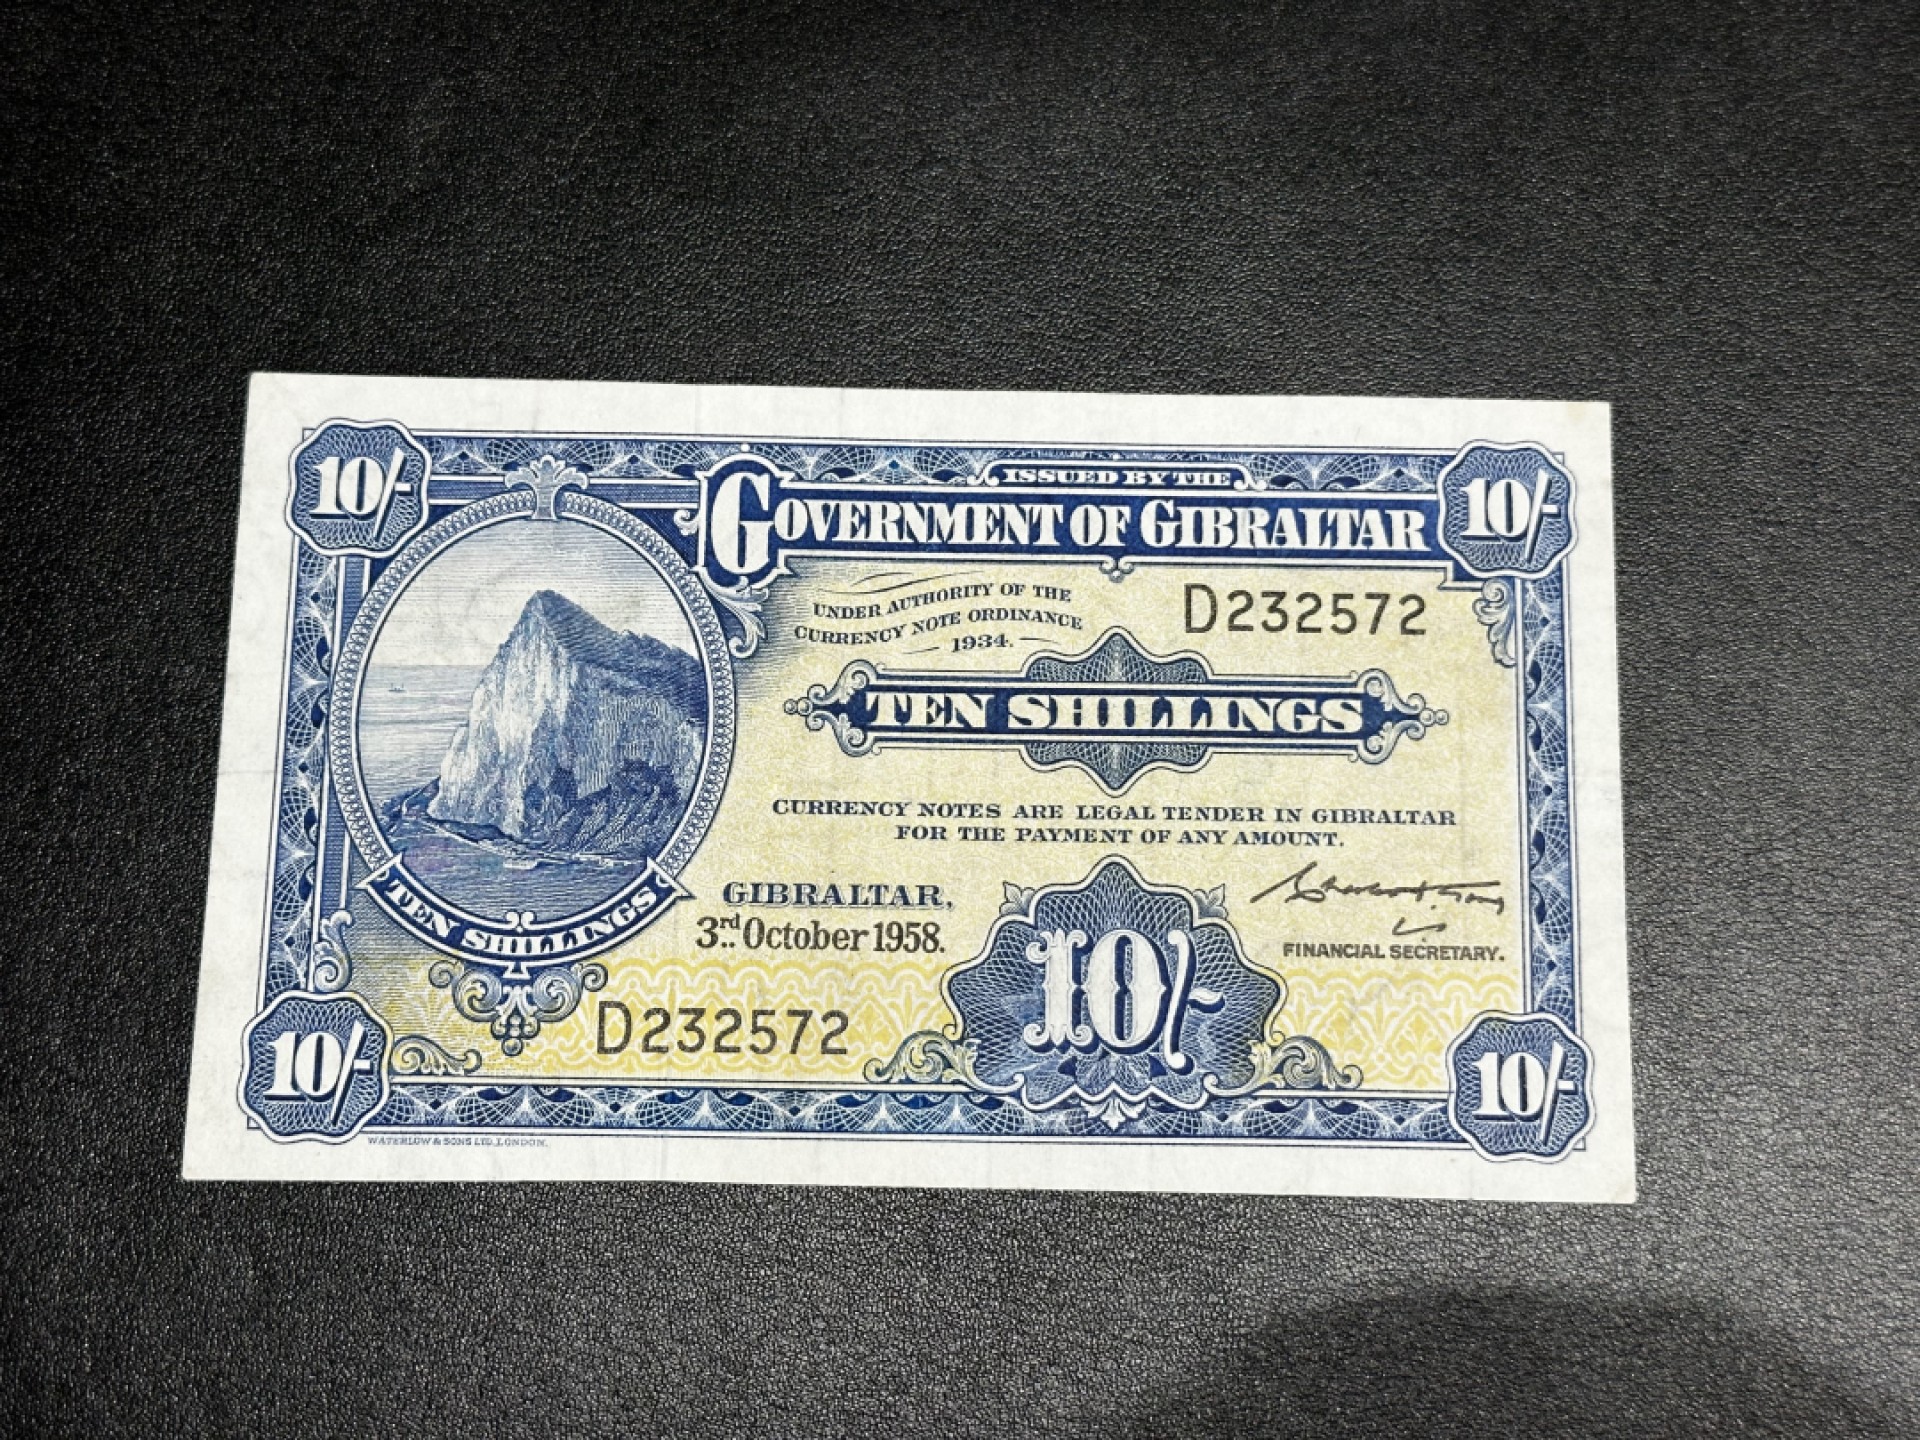 10/-
ISSUED BY THE
10/-
GOVERNMENT OF GIBRALTAR
UNDER AUTHORITY OF THE
CURRENCY NOTE ORDINANCE
1934.
D232572
TEN SHILLINGS
CURRENCY NOTES ARE LEGAL TENDER IN GIBRALTAR
FOR THE PAYMENT OF ANY AMOUNT.
GIBRALTAR,
3rd October 1958.
TEN SHILLINGS
FINANCIAL SECRETARY.
D232572
10/-
10/-
10/-
WATERLOW & SONS LTD. LONDON.